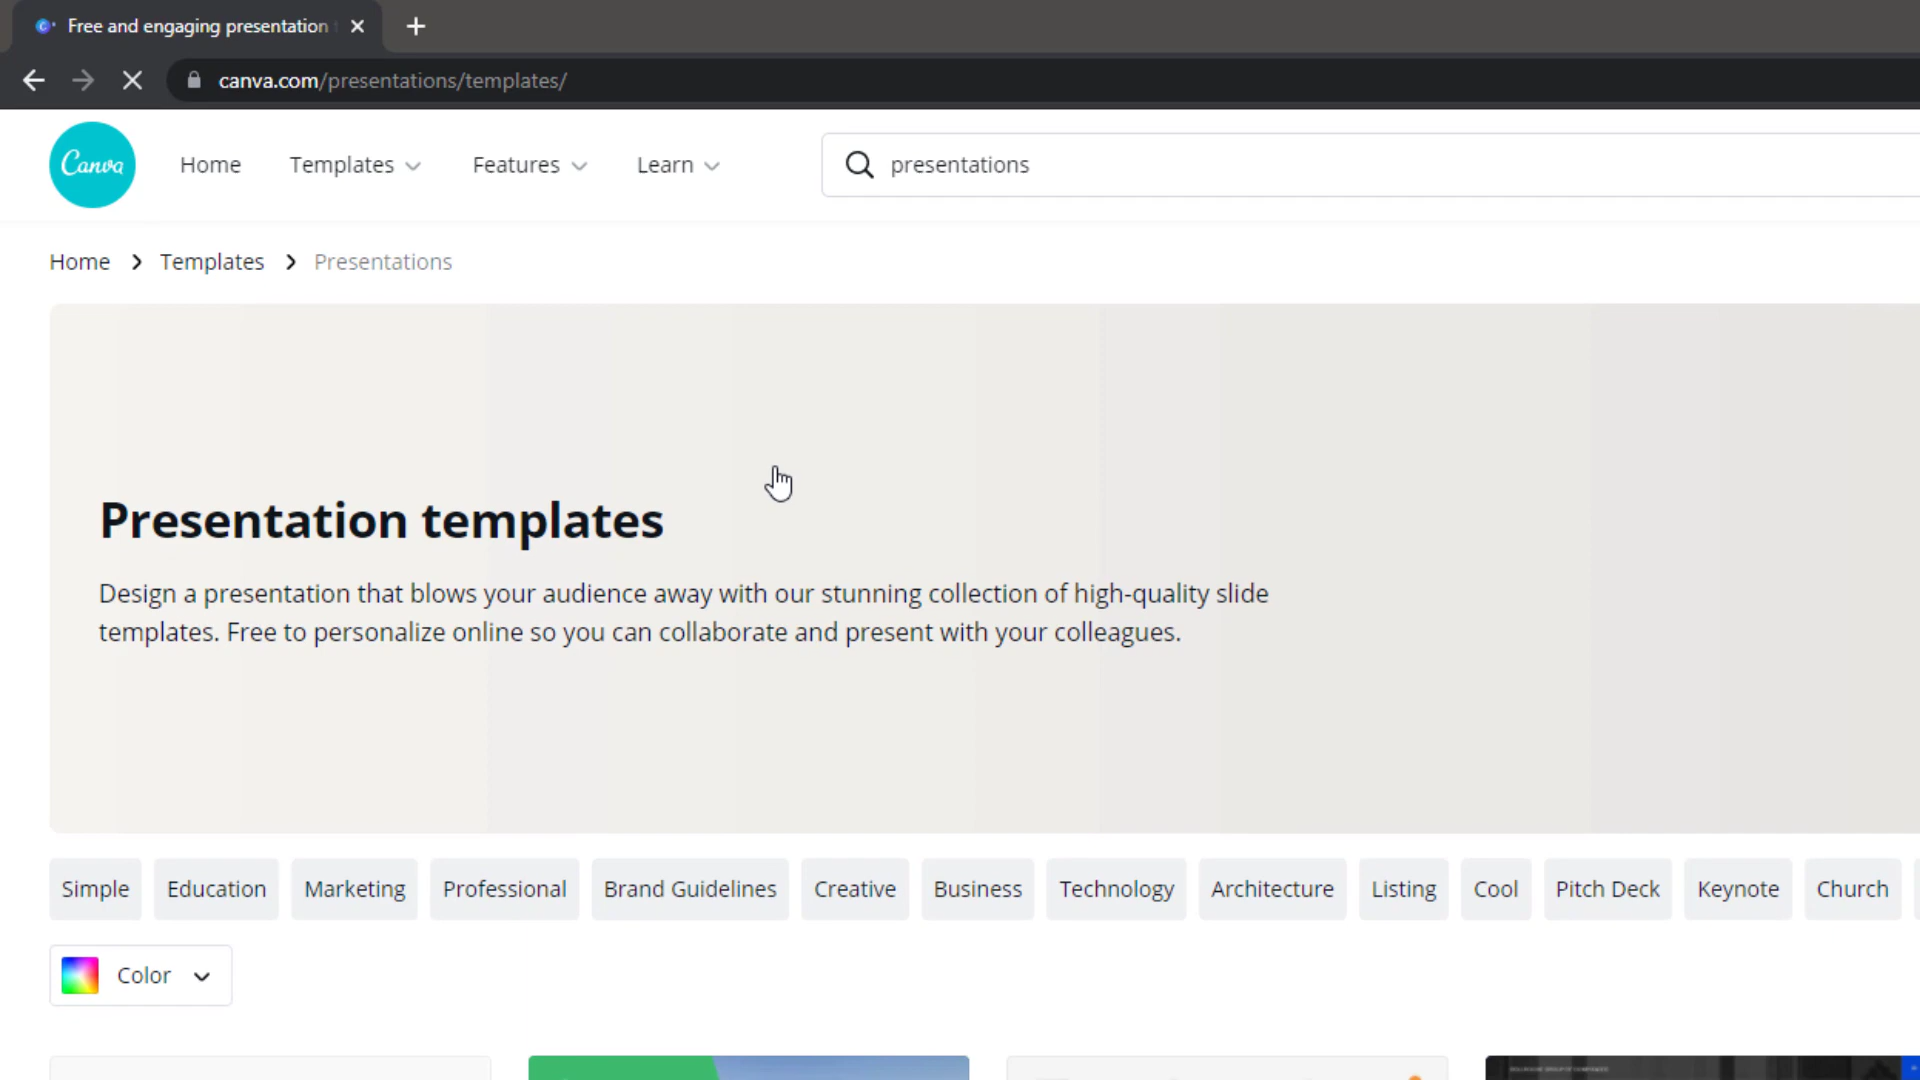 Free and engaging presentation
canva.com/presentations/templates/
Canva
Home
Templates
Features
Learn
presentations
Home
Templates
Presentations
Presentation templates
Design a presentation that blows your audience away with our stunning collection of high-quality slide
templates. Free to personalize online so you can collaborate and present with your colleagues.
Simple
Education
Marketing
Professional
Brand Guidelines
Creative
Business
Technology
Architecture
Listing
Cool
Pitch Deck
Keynote
Church
Color